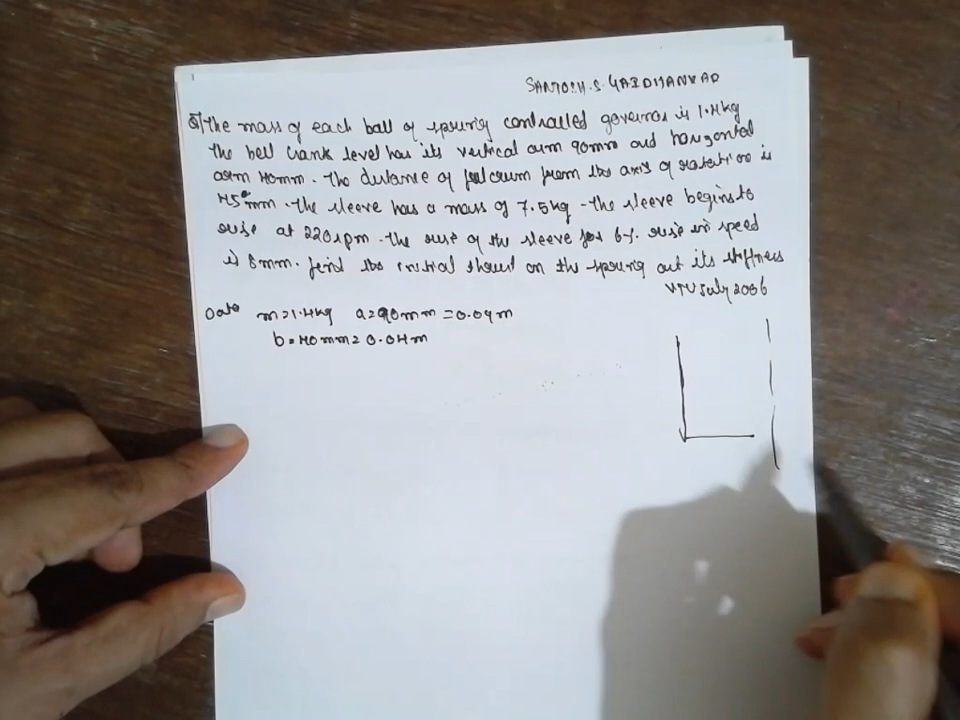 SANTOSH.S.GAIDHANKAR
Q] The mass of each ball of spring controlled governor is 1.4kg
The bell crank level has its vertical arm 90mm and horizontal
arm 40mm. The distance of fulcrum from the axis of rotation is
45mm. The sleeve has a mass of 7.5kg. The sleeve begins to
rise at 220rpm. The rise of the sleeve for 6%. rise in speed
is 8mm. find the initial thrust on the spring and its stiffness
VTU July 2006
Data m=1.4kg a=90mm=0.09m
b=40mm=0.04m